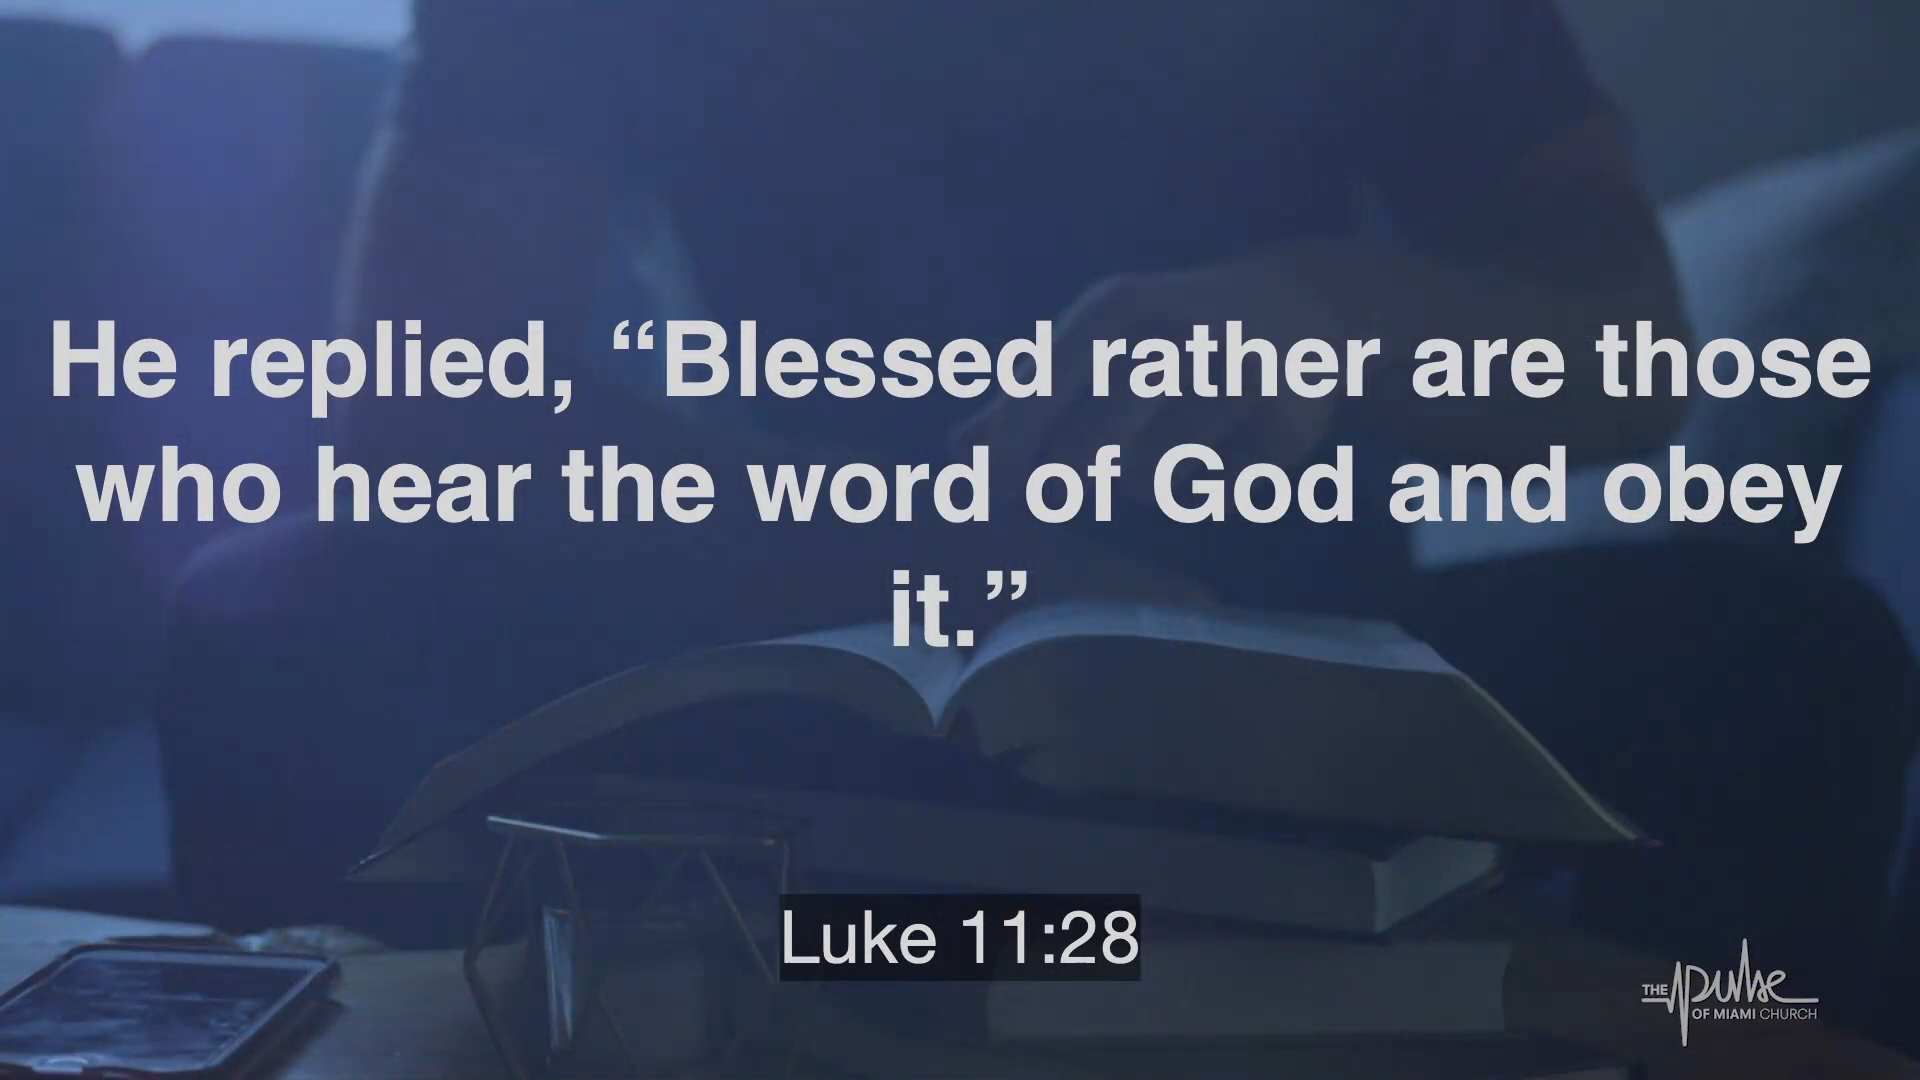 He replied, “Blessed rather are those
who hear the word of God and obey
it.”
Luke 11:28
THE pulse
OF MIAMI CHURCH